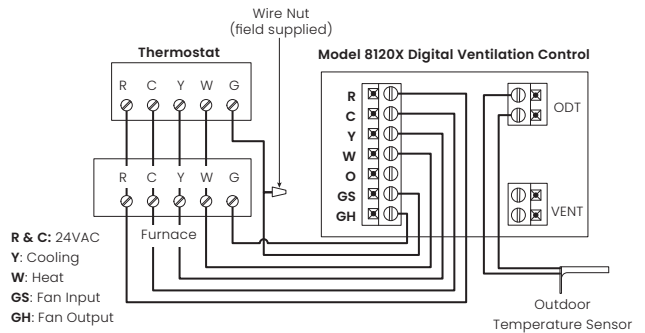 Wire Nut
(field supplied)
Thermostat
Model 8120X Digital Ventilation Control
R C Y W G
R
C
Y
W
O
GS
GH
ODT
VENT
R C Y W G
Furnace
R & C: 24VAC
Y: Cooling
W: Heat
GS: Fan Input
GH: Fan Output
Outdoor
Temperature Sensor